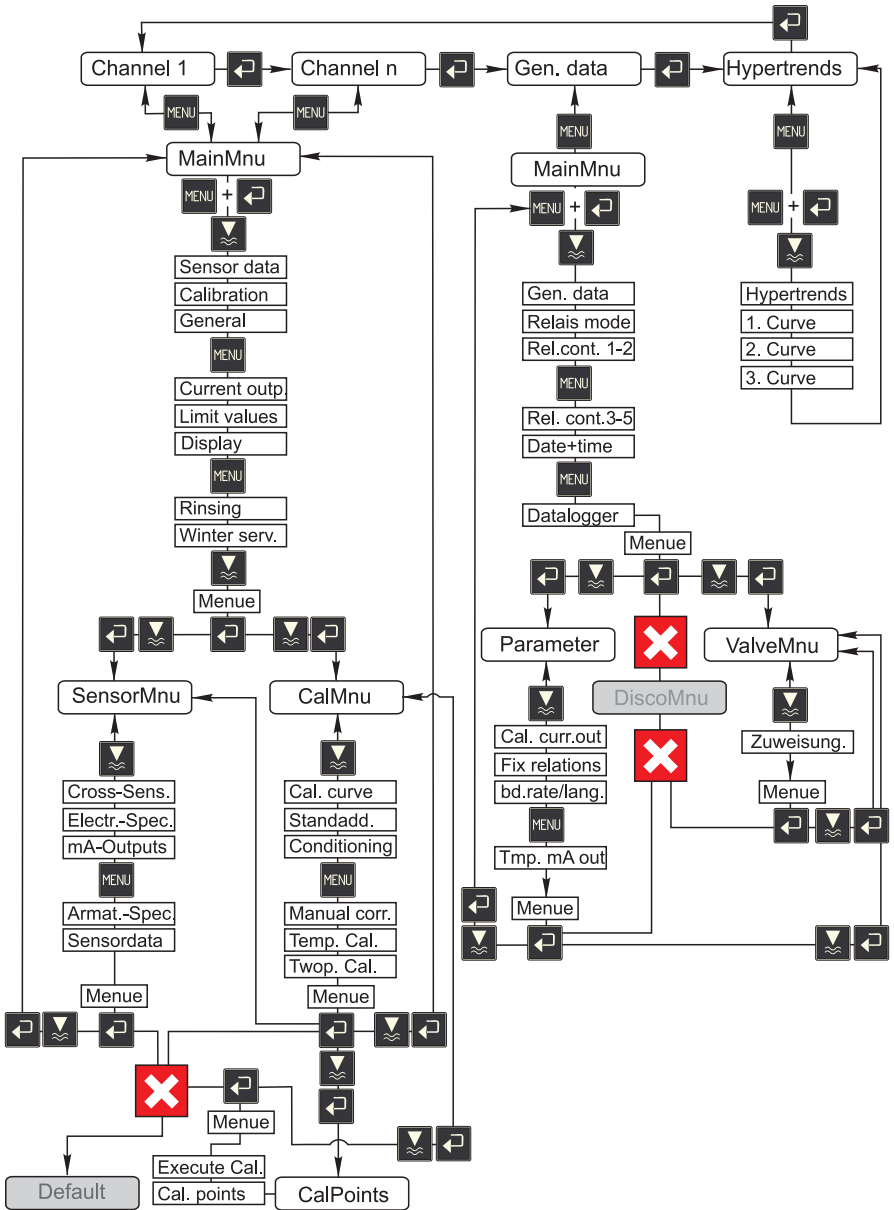 Channel 1
Channel n
Gen. data
Hypertrends
MENU
MENU
MENU
MENU
MainMnu
MENU +
Sensor data
Calibration
General
MENU
Current outp.
Limit values
Display
MENU
Rinsing
Winter serv.
Menue
SensorMnu
Cross-Sens.
Electr.-Spec.
mA-Outputs
MENU
Armat.-Spec.
Sensordata
Menue
CalMnu
Cal. curve
Standadd.
Conditioning
MENU
Manual corr.
Temp. Cal.
Twop. Cal.
Menue
Menue
Execute Cal.
Cal. points
CalPoints
Default
MainMnu
MENU +
Gen. data
Relais mode
Rel.cont. 1-2
MENU
Rel. cont.3-5
Date+time
MENU
Datalogger
Menue
Parameter
Cal. curr.out
Fix relations
bd.rate/lang.
MENU
Tmp. mA out
Menue
DiscoMnu
ValveMnu
Zuweisung.
Menue
MENU +
Hypertrends
1. Curve
2. Curve
3. Curve